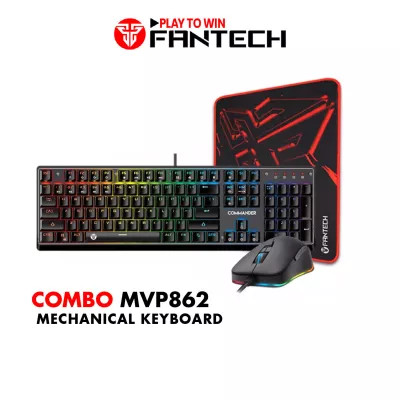 PLAY TO WIN
FANTECH
COMMANDER
FANTECH
COMBO MVP862
MECHANICAL KEYBOARD